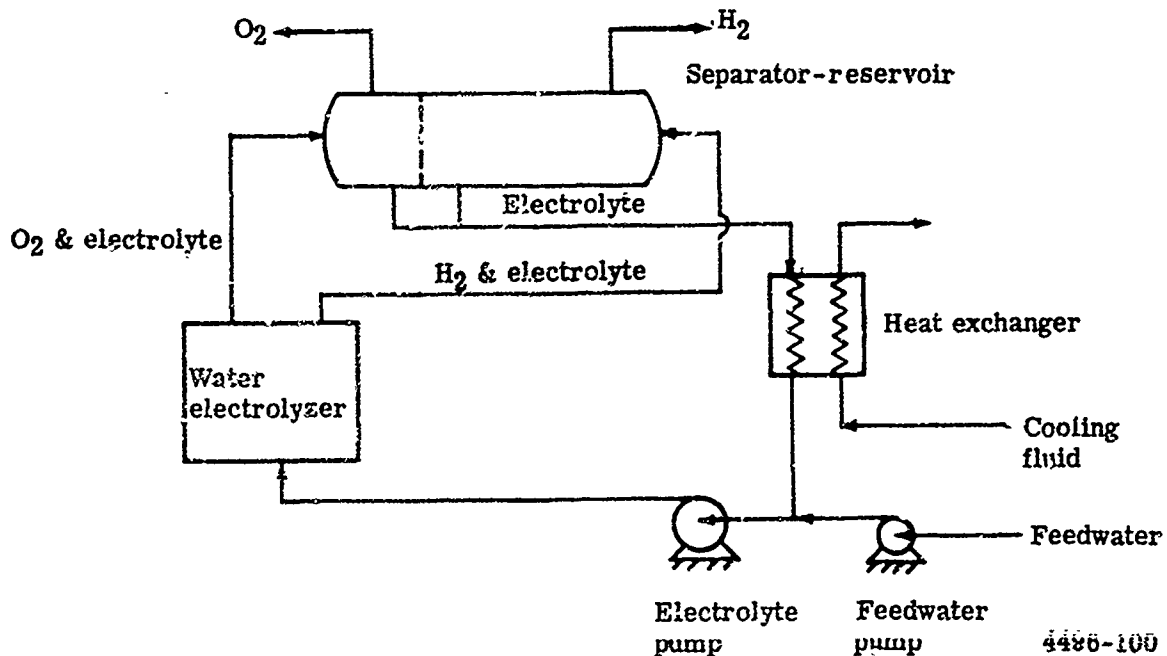 O2
H2
Separator-reservoir
Electrolyte
O2 & electrolyte
H2 & electrolyte
Heat exchanger
Water
electrolyzer
Cooling
fluid
Feedwater
Electrolyte
pump
Feedwater
pump
4486-100